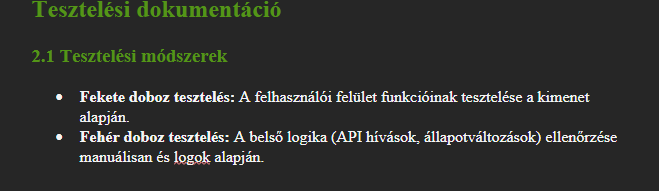 Tesztelési dokumentáció
2.1 Tesztelési módszerek
• Fekete doboz tesztelés: A felhasználói felület funkcióinak tesztelése a kimenet
alapján.
• Fehér doboz tesztelés: A belső logika (API hívások, állapotváltozások) ellenőrzése
manuálisan és logok alapján.